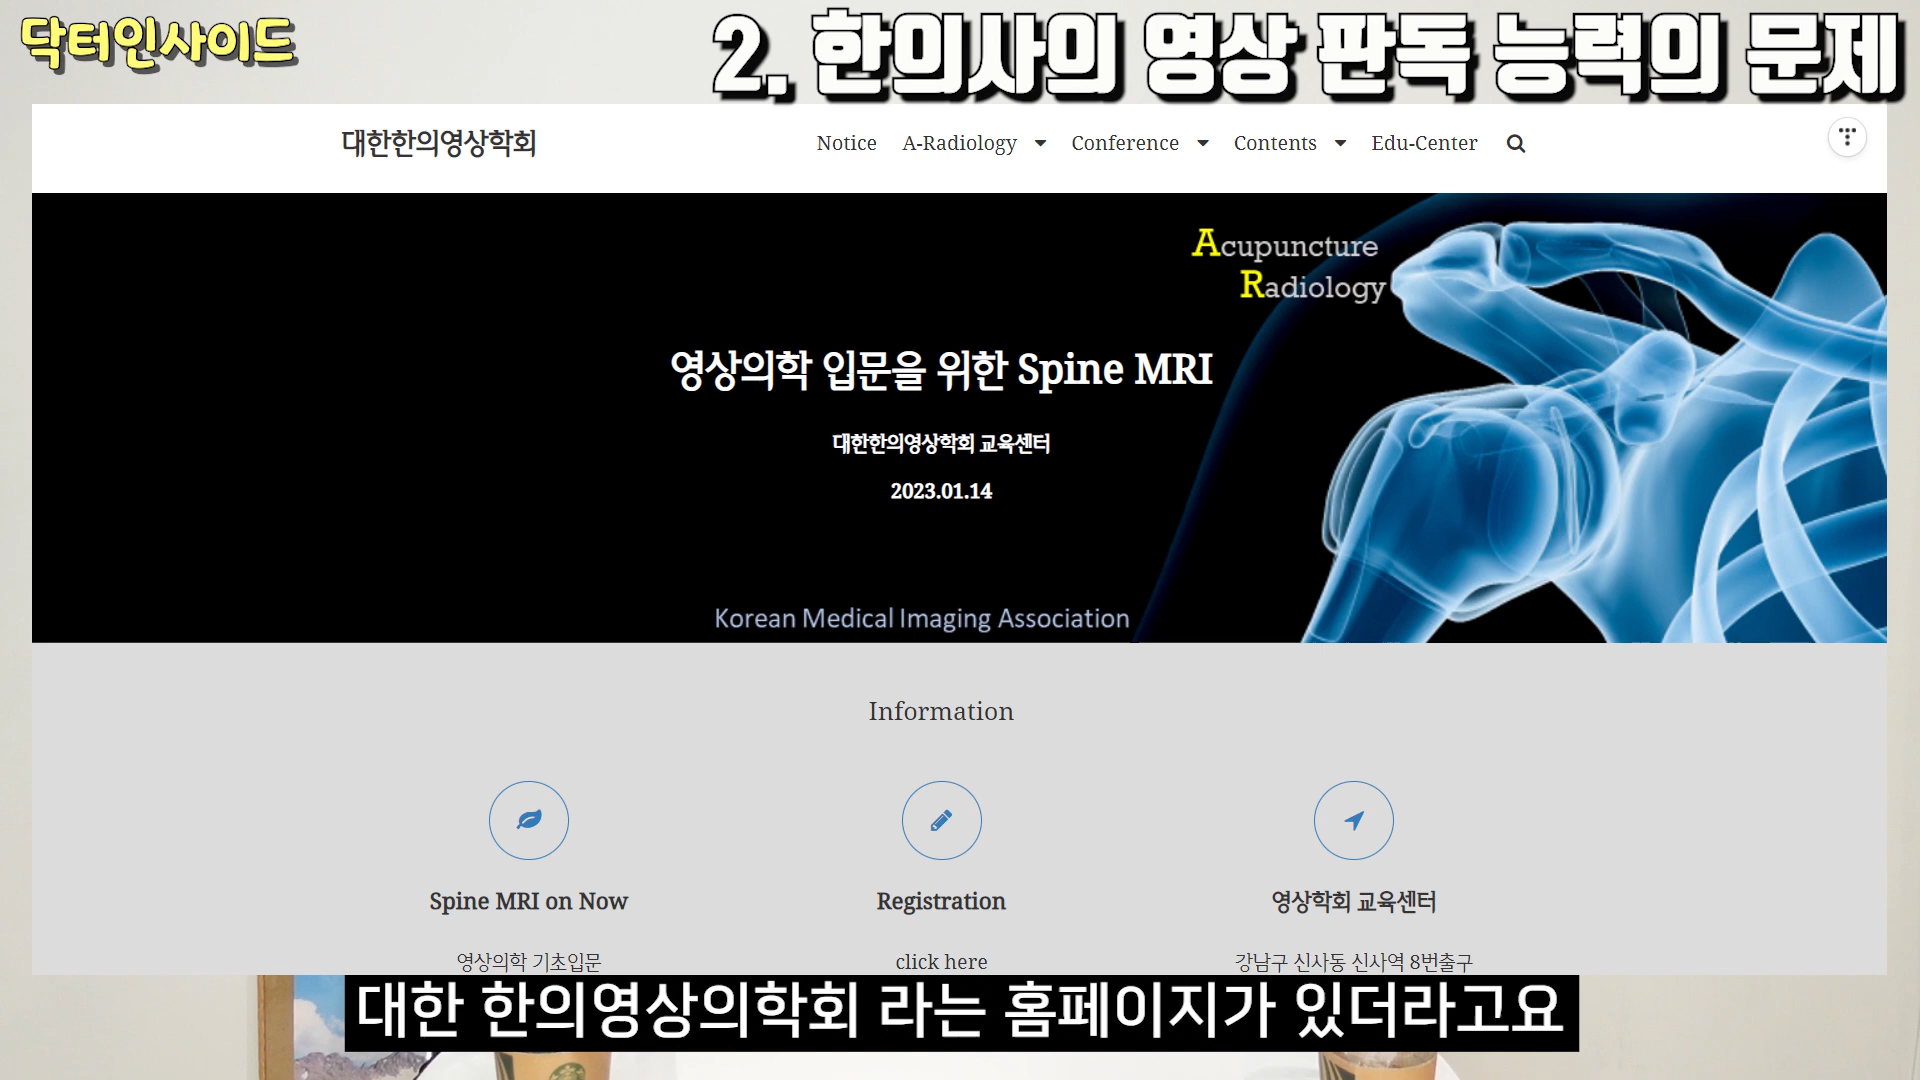 닥터인사이드
2. 한의사의 영상 판독 능력의 문제
대한한의영상학회
Notice
A-Radiology
Conference
Contents
Edu-Center
Acupuncture
Radiology
영상의학 입문을 위한 Spine MRI
대한한의영상학회 교육센터
2023.01.14
Korean Medical Imaging Association
Information
Spine MRI on Now
Registration
영상학회 교육센터
영상의학 기초입문
click here
강남구 신사동 신사역 8번출구
대한 한의영상의학회 라는 홈페이지가 있더라고요